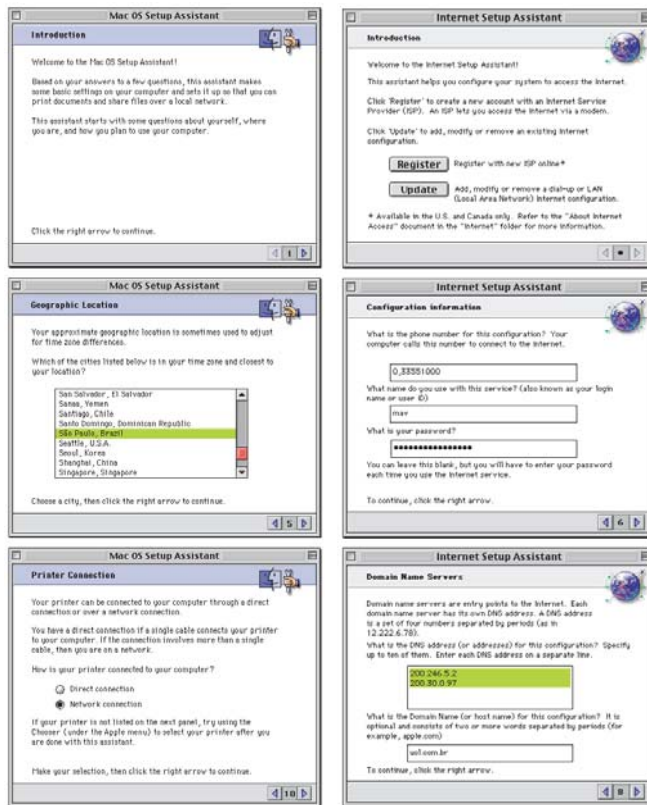 Mac OS Setup Assistant
Introduction
Welcome to the Mac OS Setup Assistant!
Based on your answers to a few questions, this assistant makes
some basic settings on your computer and sets it up so that you can
print documents and share files over a local network.
This assistant starts with some questions about yourself, where
you are, and how you plan to use your computer.
Click the right arrow to continue.
1
Internet Setup Assistant
Introduction
Welcome to the Internet Setup Assistant!
This assistant helps you configure your system to access the Internet.
Click 'Register' to create a new account with an Internet Service
Provider (ISP). An ISP lets you access the Internet via a modem.
Click 'Update' to add, modify or remove an existing Internet
configuration.
Register Register with new ISP online*
Update Add, modify or remove a dial-up or LAN
(Local Area Network) Internet configuration.
* Available in the U.S. and Canada only. Refer to the "About Internet
Access" document in the "Internet" folder for more information.
Mac OS Setup Assistant
Geographic Location
Your approximate geographic location is sometimes used to adjust
for time zone differences.
Which of the cities listed below is in your time zone and closest to
your location?
San Salvador, El Salvador
Sanaa, Yemen
Santiago, Chile
Santo Domingo, Dominican Republic
São Paulo, Brazil
Seattle, U.S.A.
Seoul, Korea
Shanghai, China
Singapore, Singapore
Choose a city, then click the right arrow to continue.
5
Internet Setup Assistant
Configuration information
What is the phone number for this configuration? Your
computer calls this number to connect to the Internet.
0,33551000
What name do you use with this service? (also known as your login
name or user ID)
mav
What is your password?
••••••••••••••••
You can leave this blank, but you will have to enter your password
each time you use the Internet service.
To continue, click the right arrow.
6
Mac OS Setup Assistant
Printer Connection
Your printer can be connected to your computer through a direct
connection or over a network connection.
You have a direct connection if a single cable connects your printer
to your computer. If the connection involves more than a single
cable, then you are on a network.
How is your printer connected to your computer?
Direct connection
Network connection
If your printer is not listed on the next panel, try using the
Chooser (under the Apple menu) to select your printer after you
are done with this assistant.
Make your selection, then click the right arrow to continue.
10
Internet Setup Assistant
Domain Name Servers
Domain name servers are entry points to the Internet. Each
domain name server has its own DNS address. A DNS address
is a set of four numbers separated by periods (as in
12.222.6.78).
What is the DNS address (or addresses) for this configuration? Specify
up to ten of them. Enter each DNS address on a separate line.
200.246.5.2
200.30.0.97
What is the Domain Name (or host name) for this configuration? It is
optional and consists of two or more words separated by periods (for
example, apple.com)
uol.com.br
To continue, click the right arrow.
8